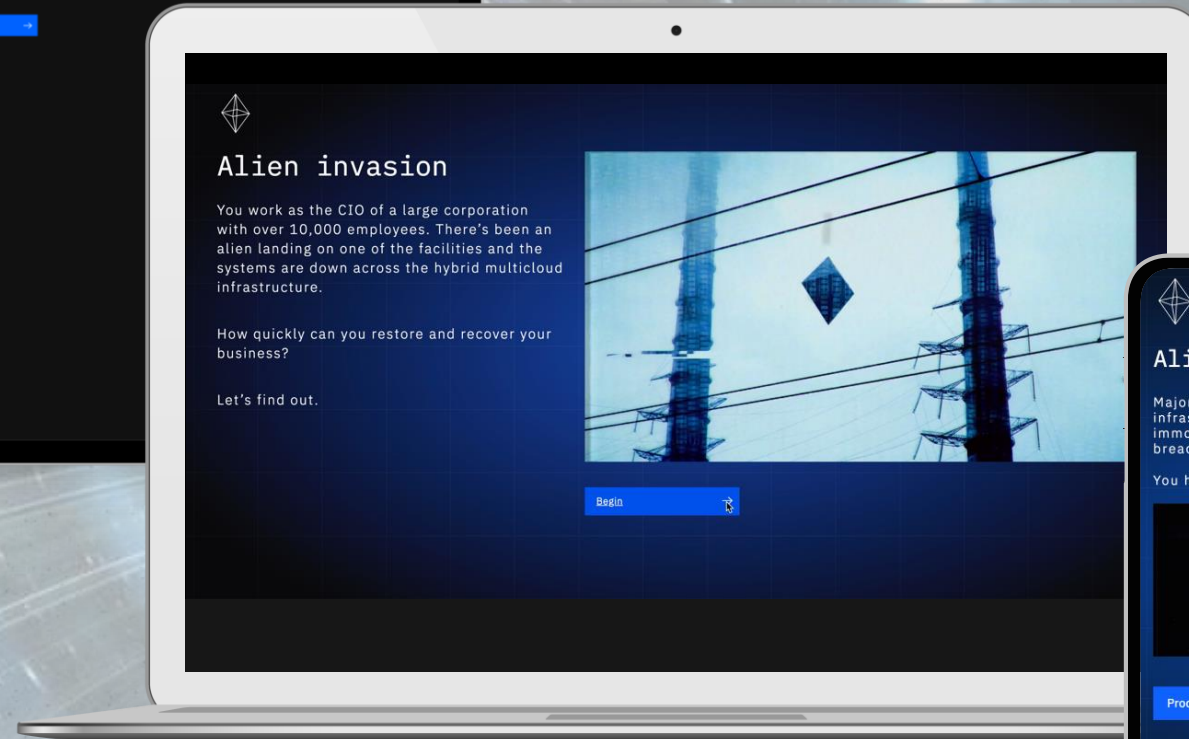 Alien invasion
You work as the CIO of a large corporation
with over 10,000 employees. There's been an
alien landing on one of the facilities and the
systems are down across the hybrid multicloud
infrastructure.
How quickly can you restore and recover your
business?
Let's find out.
Begin
You